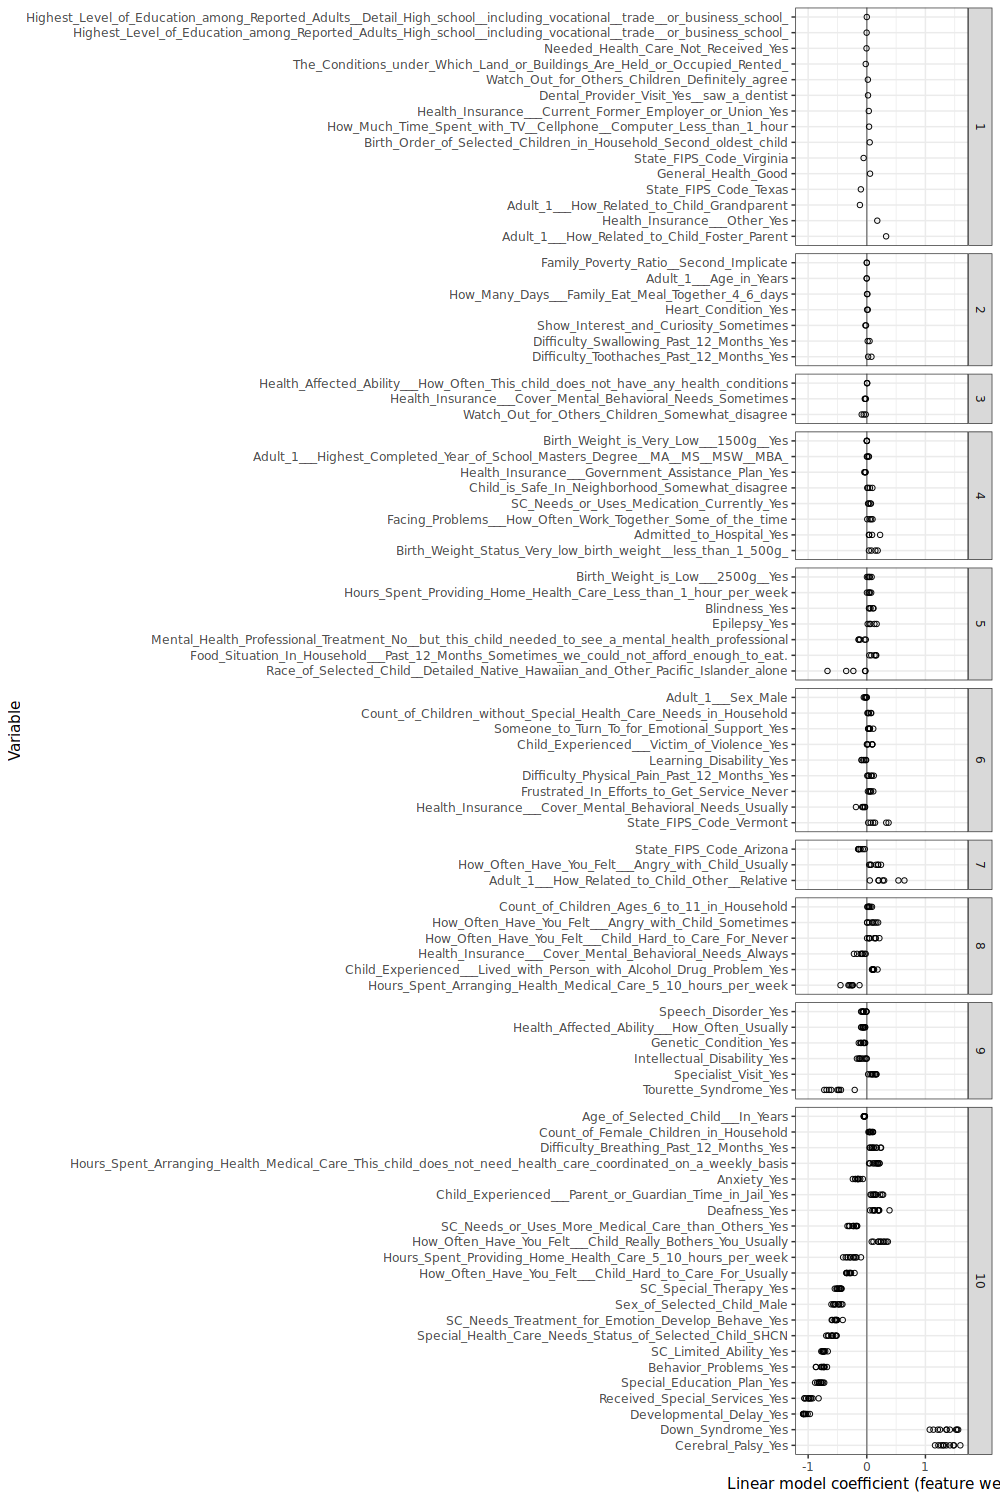 Highest_Level_of_Education_among_Reported_Adults__Detail_High_school__including_vocational__trade__or_business_school_
Highest_Level_of_Education_among_Reported_Adults_High_school__including_vocational__trade__or_business_school_
Needed_Health_Care_Not_Received_Yes
The_Conditions_under_Which_Land_or_Buildings_Are_Held_or_Occupied_Rented_
Watch_Out_for_Others_Children_Definitely_agree
Dental_Provider_Visit_Yes__saw_a_dentist
Health_Insurance___Current_Former_Employer_or_Union_Yes
How_Much_Time_Spent_with_TV__Cellphone__Computer_Less_than_1_hour
Birth_Order_of_Selected_Children_in_Household_Second_oldest_child
State_FIPS_Code_Virginia
General_Health_Good
State_FIPS_Code_Texas
Adult_1___How_Related_to_Child_Grandparent
Health_Insurance___Other_Yes
Adult_1___How_Related_to_Child_Foster_Parent
1
Family_Poverty_Ratio__Second_Implicate
Adult_1___Age_in_Years
How_Many_Days___Family_Eat_Meal_Together_4_6_days
Heart_Condition_Yes
Show_Interest_and_Curiosity_Sometimes
Difficulty_Swallowing_Past_12_Months_Yes
Difficulty_Toothaches_Past_12_Months_Yes
2
Health_Affected_Ability___How_Often_This_child_does_not_have_any_health_conditions
Health_Insurance___Cover_Mental_Behavioral_Needs_Sometimes
Watch_Out_for_Others_Children_Somewhat_disagree
3
Birth_Weight_is_Very_Low___1500g__Yes
Adult_1___Highest_Completed_Year_of_School_Masters_Degree__MA__MS__MSW__MBA_
Health_Insurance___Government_Assistance_Plan_Yes
Child_is_Safe_In_Neighborhood_Somewhat_disagree
SC_Needs_or_Uses_Medication_Currently_Yes
Facing_Problems___How_Often_Work_Together_Some_of_the_time
Admitted_to_Hospital_Yes
Birth_Weight_Status_Very_low_birth_weight__less_than_1_500g_
4
Birth_Weight_is_Low___2500g__Yes
Hours_Spent_Providing_Home_Health_Care_Less_than_1_hour_per_week
Blindness_Yes
Epilepsy_Yes
Mental_Health_Professional_Treatment_No__but_this_child_needed_to_see_a_mental_health_professional
Food_Situation_In_Household___Past_12_Months_Sometimes_we_could_not_afford_enough_to_eat.
Race_of_Selected_Child__Detailed_Native_Hawaiian_and_Other_Pacific_Islander_alone
5
Adult_1___Sex_Male
Count_of_Children_without_Special_Health_Care_Needs_in_Household
Someone_to_Turn_To_for_Emotional_Support_Yes
Child_Experienced___Victim_of_Violence_Yes
Learning_Disability_Yes
Difficulty_Physical_Pain_Past_12_Months_Yes
Frustrated_In_Efforts_to_Get_Service_Never
Health_Insurance___Cover_Mental_Behavioral_Needs_Usually
State_FIPS_Code_Vermont
6
State_FIPS_Code_Arizona
How_Often_Have_You_Felt___Angry_with_Child_Usually
Adult_1___How_Related_to_Child_Other__Relative
7
Count_of_Children_Ages_6_to_11_in_Household
How_Often_Have_You_Felt___Angry_with_Child_Sometimes
How_Often_Have_You_Felt___Child_Hard_to_Care_For_Never
Health_Insurance___Cover_Mental_Behavioral_Needs_Always
Child_Experienced___Lived_with_Person_with_Alcohol_Drug_Problem_Yes
Hours_Spent_Arranging_Health_Medical_Care_5_10_hours_per_week
8
Speech_Disorder_Yes
Health_Affected_Ability___How_Often_Usually
Genetic_Condition_Yes
Intellectual_Disability_Yes
Specialist_Visit_Yes
Tourette_Syndrome_Yes
9
Age_of_Selected_Child___In_Years
Count_of_Female_Children_in_Household
Difficulty_Breathing_Past_12_Months_Yes
Hours_Spent_Arranging_Health_Medical_Care_This_child_does_not_need_health_care_coordinated_on_a_weekly_basis
Anxiety_Yes
Child_Experienced___Parent_or_Guardian_Time_in_Jail_Yes
Deafness_Yes
SC_Needs_or_Uses_More_Medical_Care_than_Others_Yes
How_Often_Have_You_Felt___Child_Really_Bothers_You_Usually
Hours_Spent_Providing_Home_Health_Care_5_10_hours_per_week
How_Often_Have_You_Felt___Child_Hard_to_Care_For_Usually
SC_Special_Therapy_Yes
Sex_of_Selected_Child_Male
SC_Needs_Treatment_for_Emotion_Develop_Behave_Yes
Special_Health_Care_Needs_Status_of_Selected_Child_SHCN
SC_Limited_Ability_Yes
Behavior_Problems_Yes
Special_Education_Plan_Yes
Received_Special_Services_Yes
Developmental_Delay_Yes
Down_Syndrome_Yes
Cerebral_Palsy_Yes
10
Variable
-1 0 1
Linear model coefficient (feature we